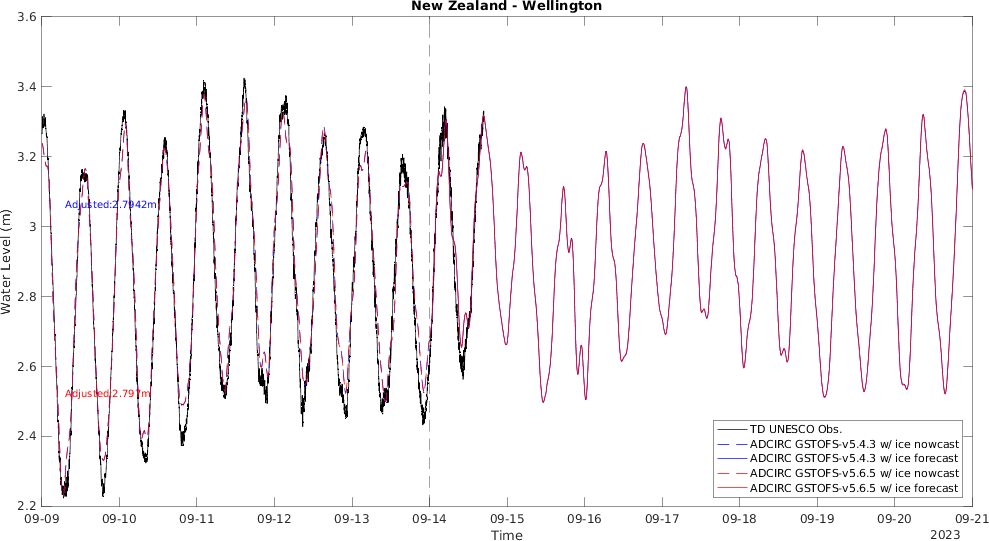 New Zealand - Wellington
Water Level (m)
3.6
3.4
3.2
3
2.8
2.6
2.4
2.2
Adjusted:2.7942m
Adjusted:2.797m
TD UNESCO Obs.
ADCIRC GSTOFS-v5.4.3 w/ ice nowcast
ADCIRC GSTOFS-v5.4.3 w/ ice forecast
ADCIRC GSTOFS-v5.6.5 w/ ice nowcast
ADCIRC GSTOFS-v5.6.5 w/ ice forecast
09-09 09-10 09-11 09-12 09-13 09-14 09-15 09-16 09-17 09-18 09-19 09-20 09-21
Time
2023